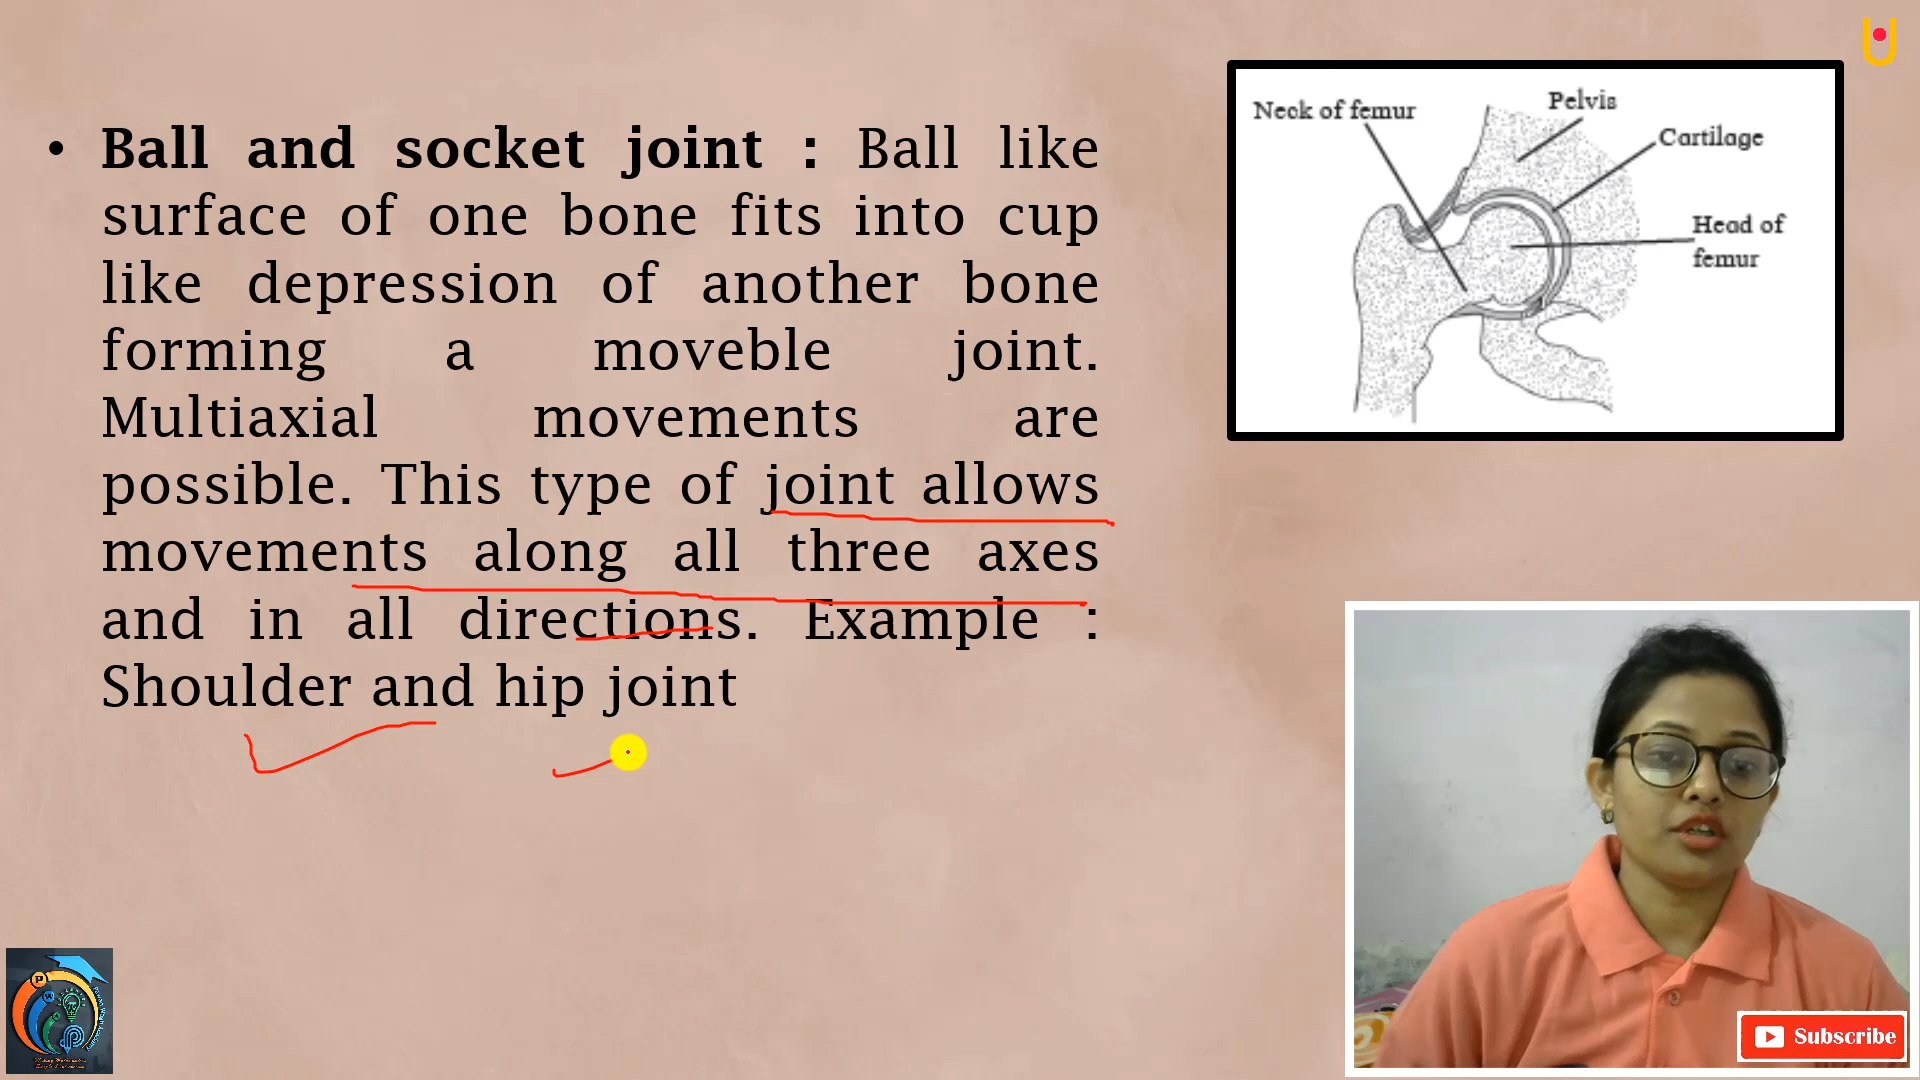 • Ball and socket joint : Ball like
surface of one bone fits into cup
like depression of another bone
forming a moveble joint.
Multiaxial movements are
possible. This type of joint allows
movements along all three axes
and in all directions. Example :
Shoulder and hip joint
Neck of femur
Pelvis
Cartilage
Head of
femur
Subscribe